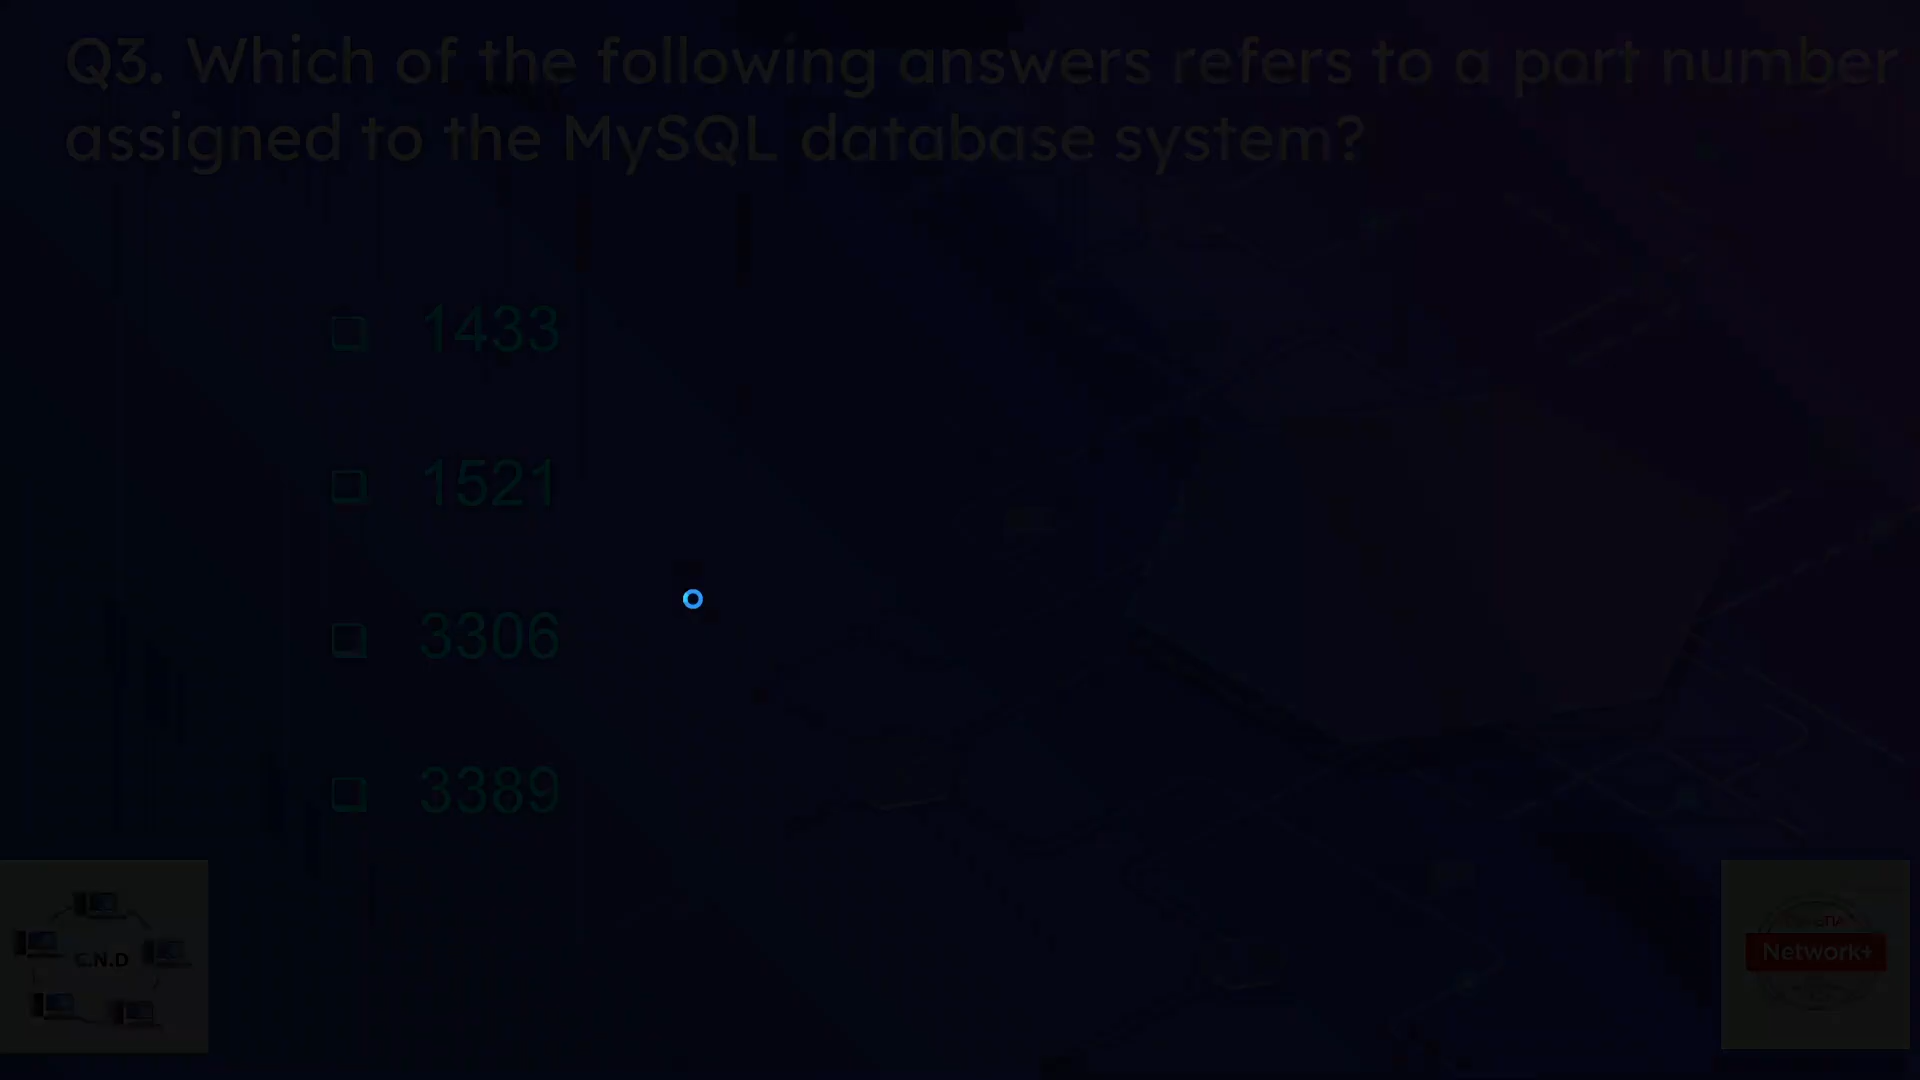 Q3. Which of the following answers refers to a part number
assigned to the MySQL database system?
1433
1521
3306
3389
C.N.D
Network+